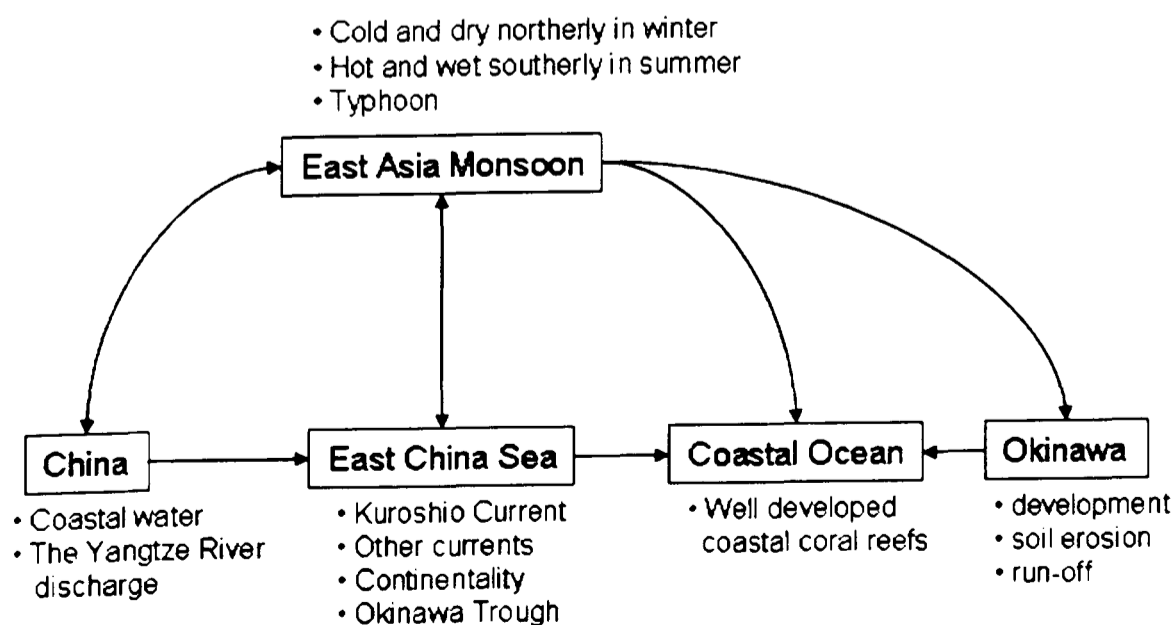 • Cold and dry northerly in winter
• Hot and wet southerly in summer
• Typhoon
East Asia Monsoon
China
• Coastal water
• The Yangtze River
discharge
East China Sea
• Kuroshio Current
• Other currents
• Continentality
• Okinawa Trough
Coastal Ocean
• Well developed
coastal coral reefs
Okinawa
• development
• soil erosion
• run-off